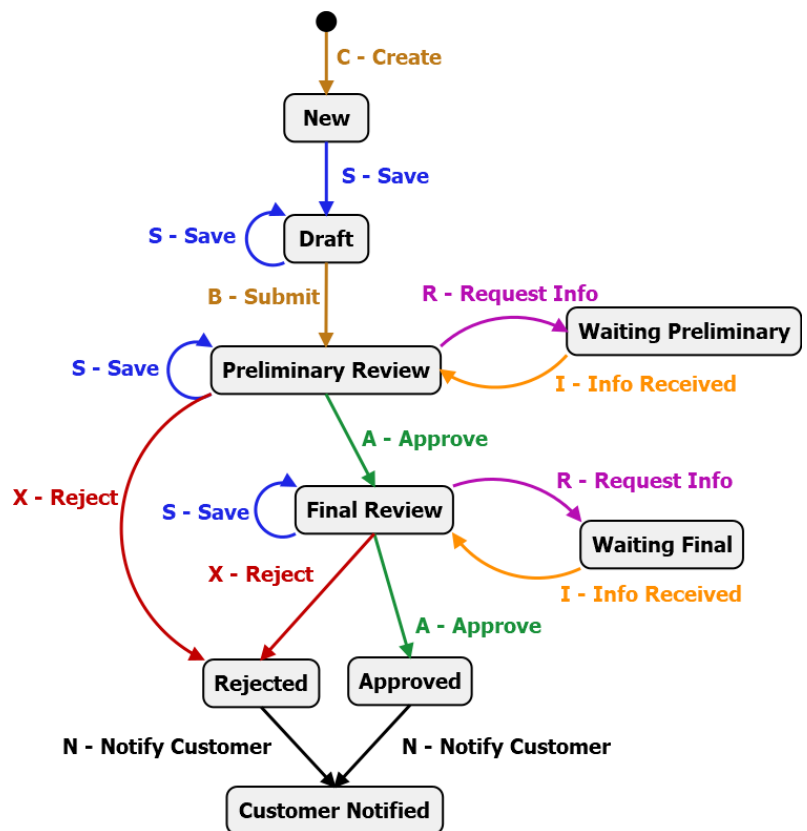 C - Create
New
S - Save
S - Save
Draft
B - Submit
R - Request Info
Waiting Preliminary
S - Save
Preliminary Review
I - Info Received
A - Approve
X - Reject
R - Request Info
S - Save
Final Review
Waiting Final
X - Reject
I - Info Received
A - Approve
Rejected
Approved
N - Notify Customer
N - Notify Customer
Customer Notified